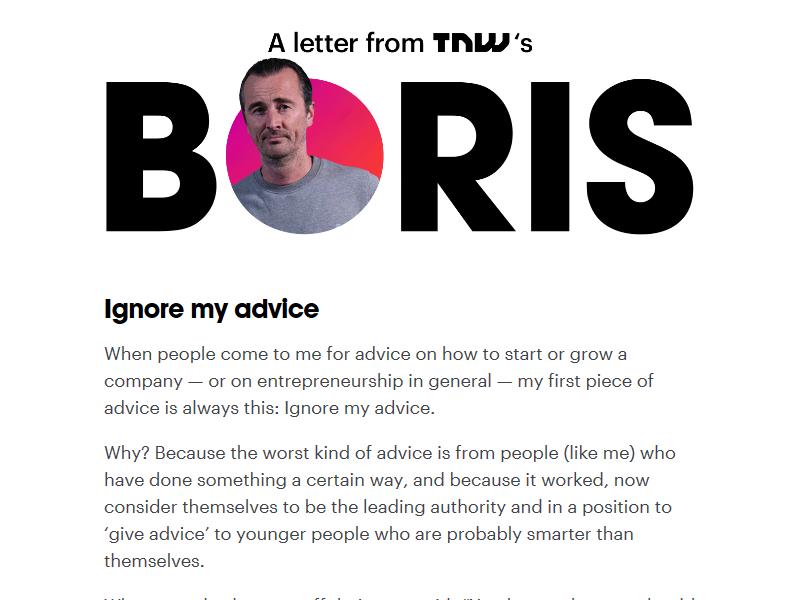 A letter from TNW's
BORIS
Ignore my advice
When people come to me for advice on how to start or grow a
company — or on entrepreneurship in general — my first piece of
advice is always this: Ignore my advice.
Why? Because the worst kind of advice is from people (like me) who
have done something a certain way, and because it worked, now
consider themselves to be the leading authority and in a position to
‘give advice’ to younger people who are probably smarter than
themselves.